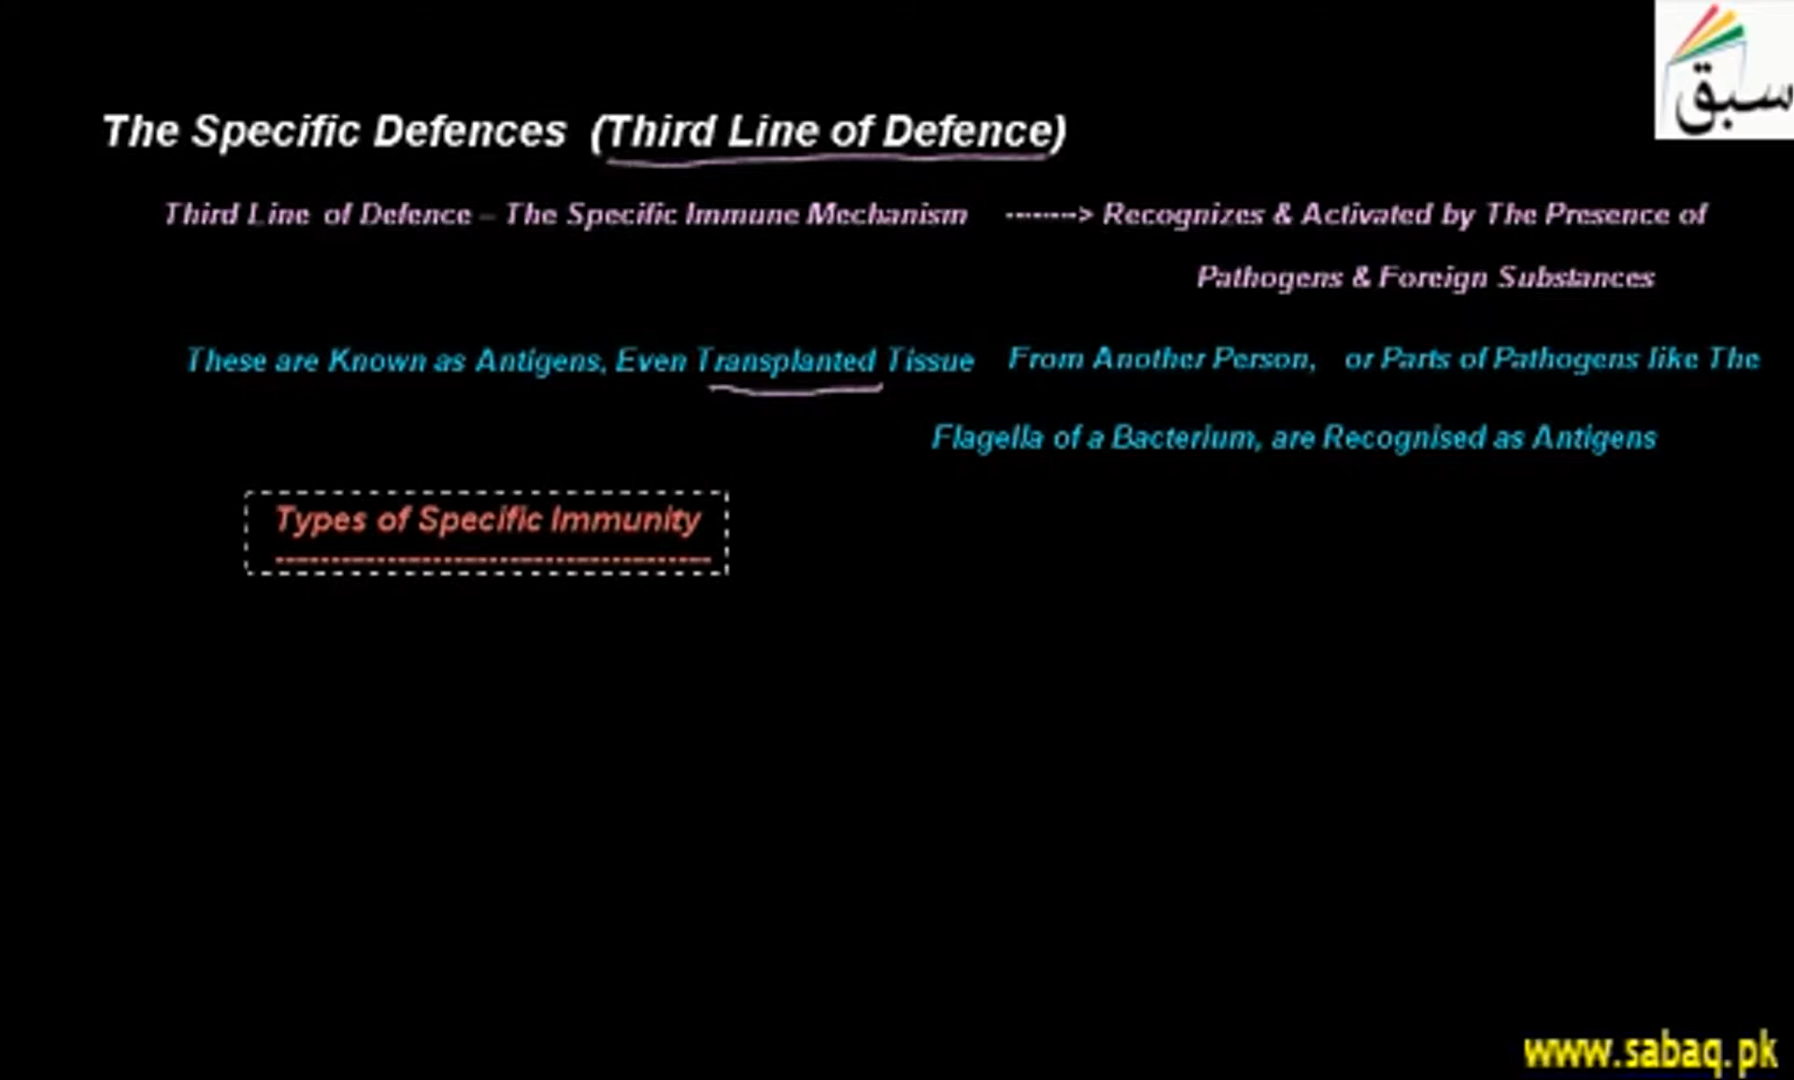 سبق
The Specific Defences (Third Line of Defence)
Third Line of Defence – The Specific Immune Mechanism --------> Recognizes & Activated by The Presence of
Pathogens & Foreign Substances
These are Known as Antigens, Even Transplanted Tissue From Another Person, or Parts of Pathogens like The
Flagella of a Bacterium, are Recognised as Antigens
Types of Specific Immunity
www.sabaq.pk